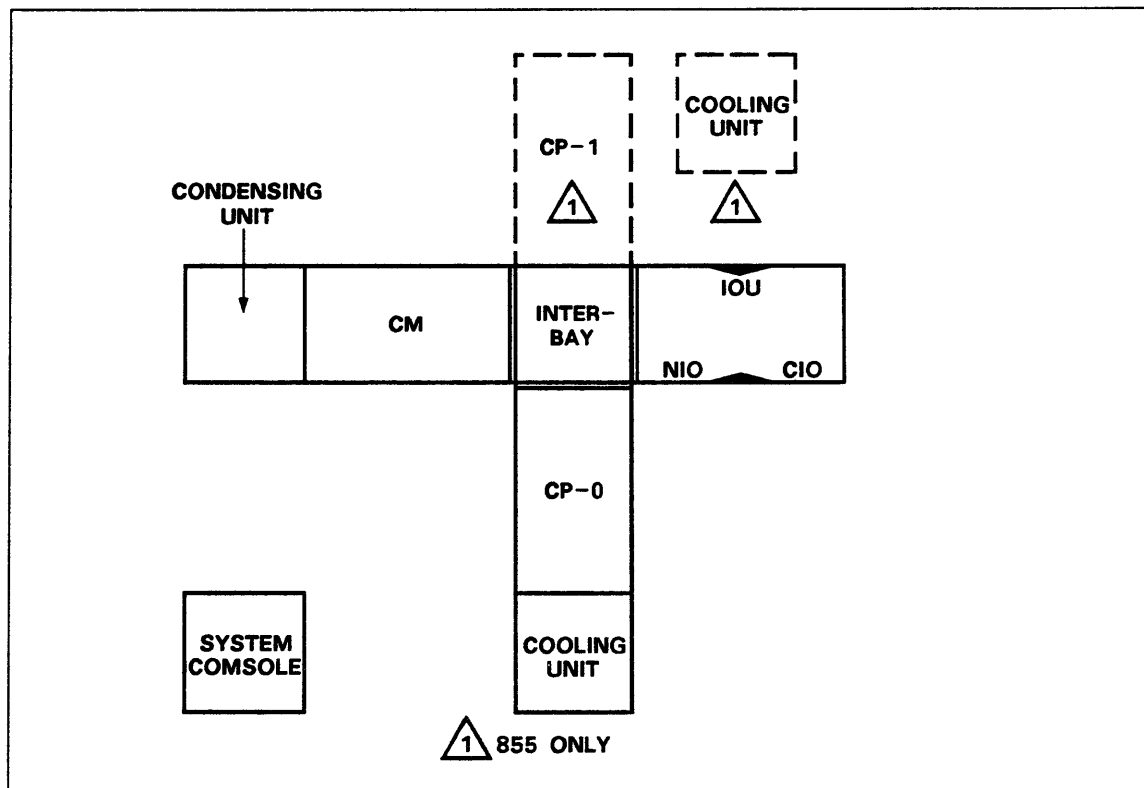 COOLING
UNIT
CP-1
1
1
CONDENSING
UNIT
CM
INTER-
BAY
IOU
NIO
CIO
CP-0
SYSTEM
COMSOLE
COOLING
UNIT
1 855 ONLY